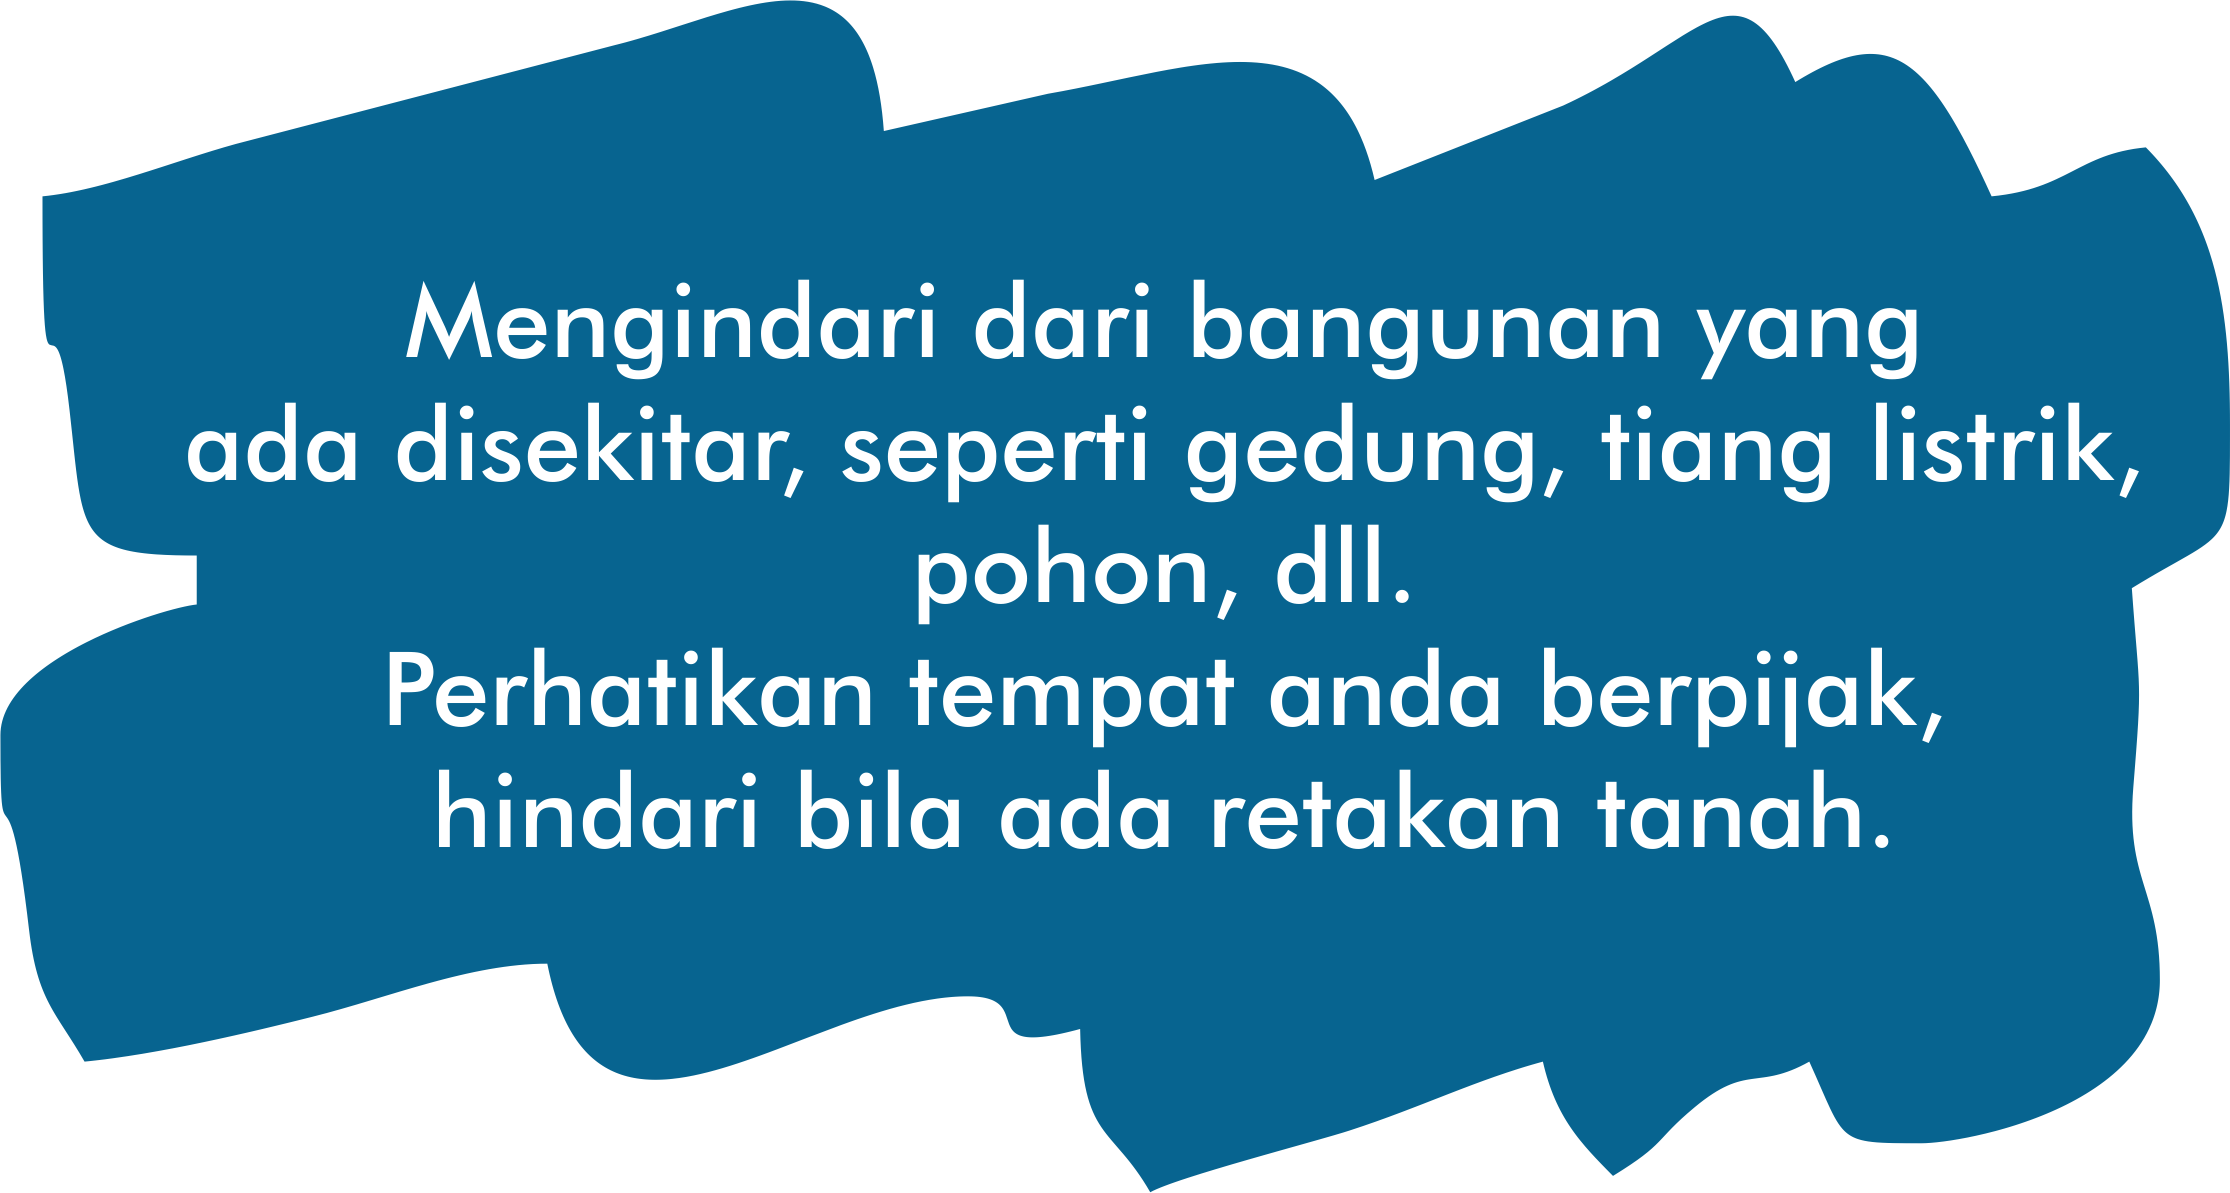 Mengindari dari bangunan yang
ada disekitar, seperti gedung, tiang listrik,
pohon, dll.
Perhatikan tempat anda berpijak,
hindari bila ada retakan tanah.